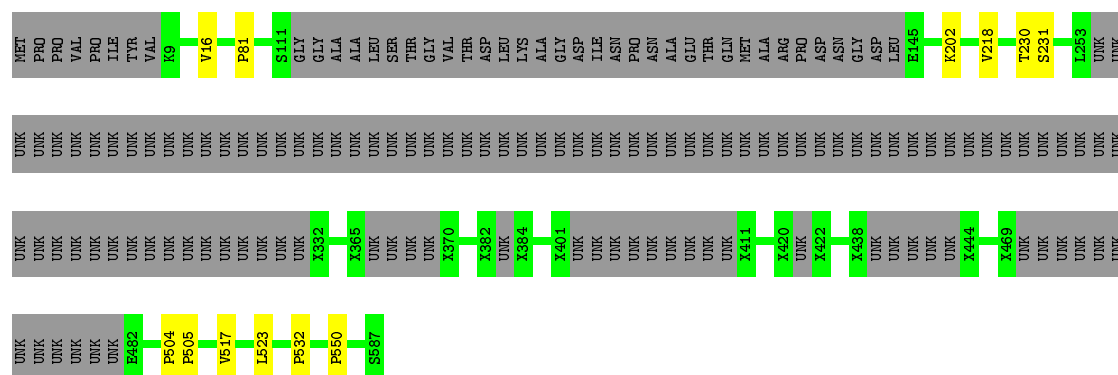 MET PRO PRO VAL PRO ILE TYR VAL K9 V16 P81 S111 GLY GLY ALA ALA LEU SER THR GLY VAL THR ASP LEU LYS ALA GLY ASP ILE ASN PRO ASN ALA GLU THR GLN MET ALA ARG PRO ASP ASN GLY ASP LEU E145 K202 V218 T230 S231 L253 UNK UNK
UNK UNK UNK UNK UNK UNK UNK UNK UNK UNK UNK UNK UNK UNK UNK UNK UNK UNK UNK UNK UNK UNK UNK UNK UNK UNK UNK UNK UNK UNK UNK UNK UNK UNK UNK UNK UNK UNK UNK UNK UNK UNK UNK UNK UNK UNK UNK UNK UNK UNK UNK UNK UNK UNK UNK UNK UNK UNK UNK UNK
UNK UNK UNK UNK UNK UNK UNK UNK UNK UNK UNK UNK UNK UNK UNK UNK X332 X365 UNK UNK UNK UNK X370 X382 UNK X384 X401 UNK UNK UNK UNK UNK UNK UNK UNK UNK X411 X420 UNK X422 X438 UNK UNK UNK UNK UNK X444 X469 UNK UNK UNK UNK UNK UNK
UNK UNK UNK UNK UNK UNK E482 P504 P505 V517 L523 P532 P550 S587